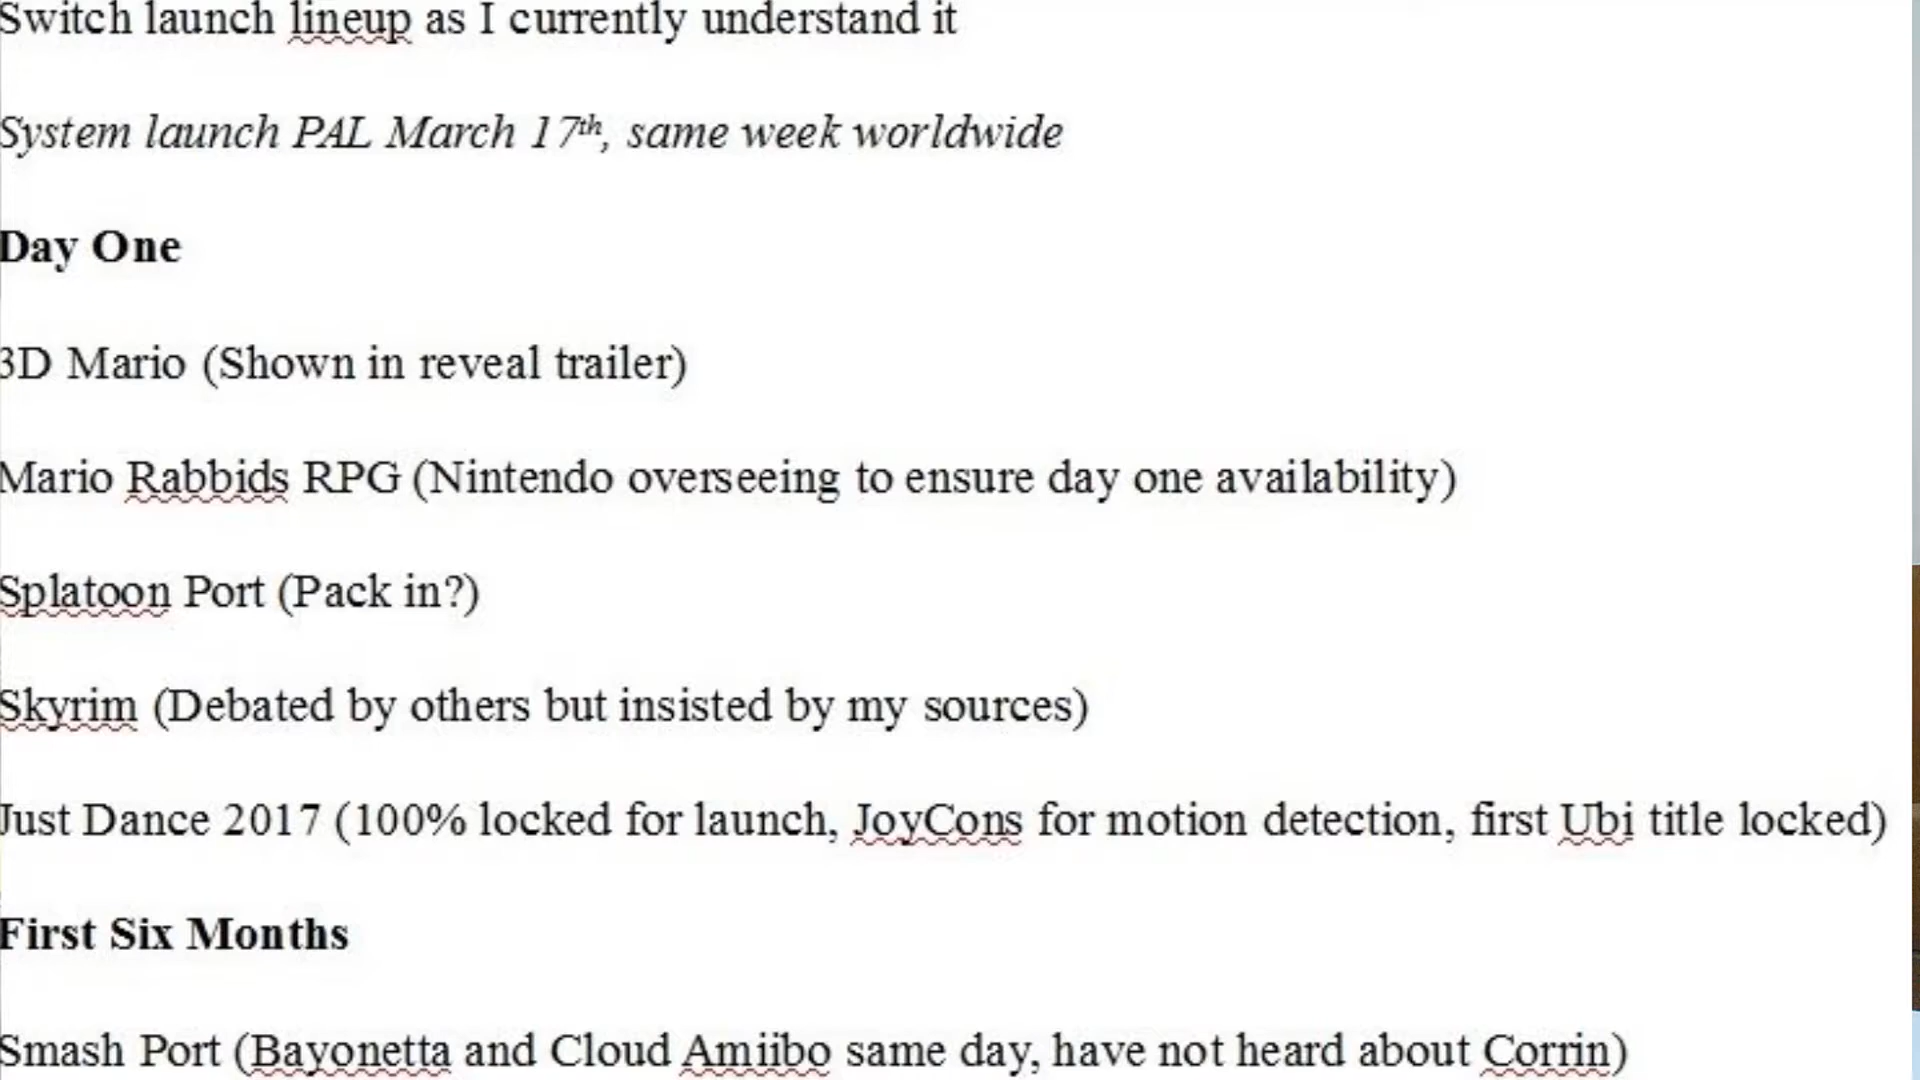 Switch launch lineup as I currently understand it
System launch PAL March 17th, same week worldwide
Day One
3D Mario (Shown in reveal trailer)
Mario Rabbids RPG (Nintendo overseeing to ensure day one availability)
Splatoon Port (Pack in?)
Skyrim (Debated by others but insisted by my sources)
Just Dance 2017 (100% locked for launch, JoyCons for motion detection, first Ubi title locked)
First Six Months
Smash Port (Bayonetta and Cloud Amiibo same day, have not heard about Corrin)